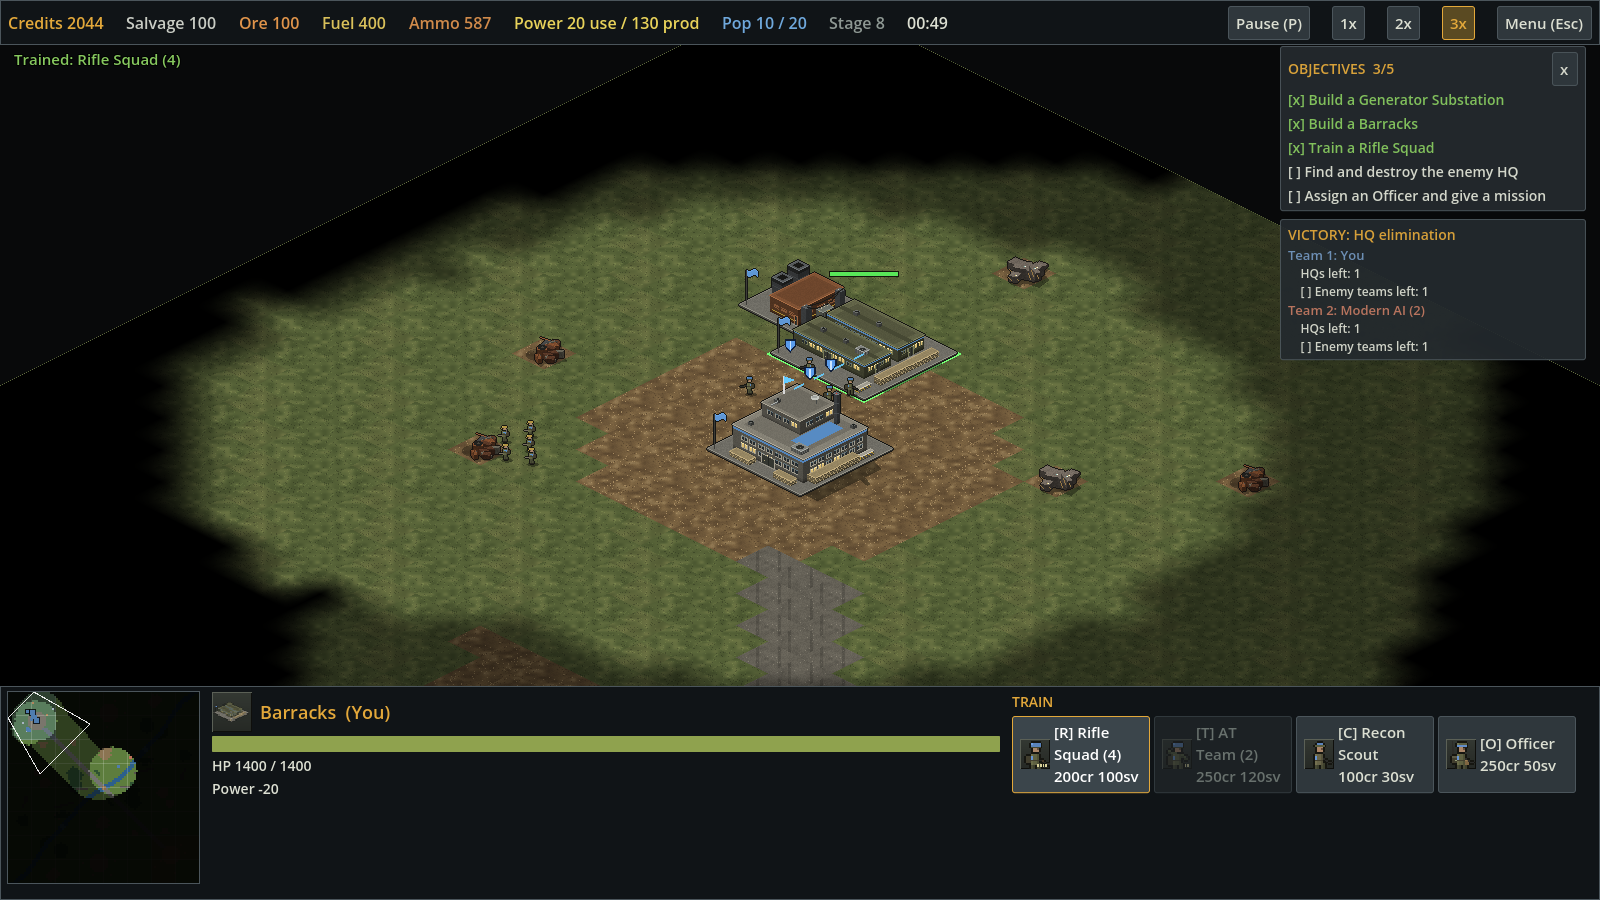 Credits 2044 Salvage 100 Ore 100 Fuel 400 Ammo 587 Power 20 use / 130 prod Pop 10 / 20 Stage 8 00:49 Pause (P) 1x 2x 3x Menu (Esc)
Trained: Rifle Squad (4)
OBJECTIVES 3/5 x
[x] Build a Generator Substation
[x] Build a Barracks
[x] Train a Rifle Squad
[ ] Find and destroy the enemy HQ
[ ] Assign an Officer and give a mission
VICTORY: HQ elimination
Team 1: You
HQs left: 1
[ ] Enemy teams left: 1
Team 2: Modern AI (2)
HQs left: 1
[ ] Enemy teams left: 1
Barracks (You)
HP 1400 / 1400
Power -20
TRAIN
[R] Rifle
Squad (4)
200cr 100sv
[T] AT
Team (2)
250cr 120sv
[C] Recon
Scout
100cr 30sv
[O] Officer
250cr 50sv